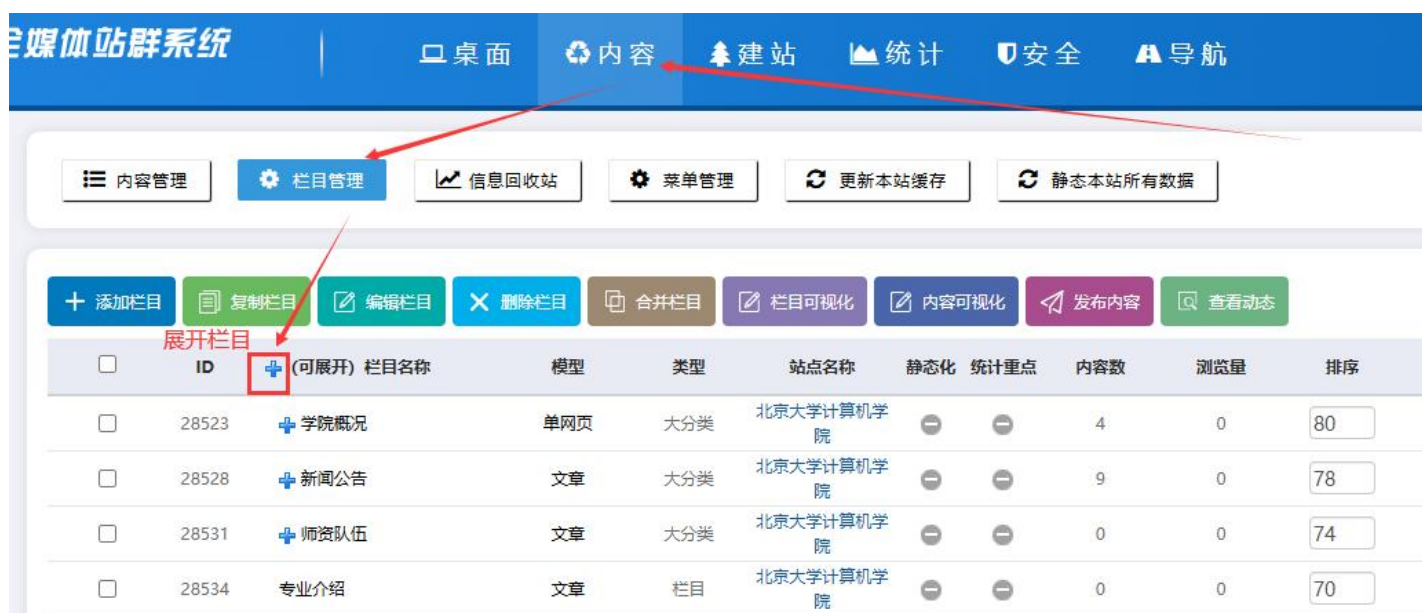 媒体站群系统
桌面 内容 建站 统计 安全 导航
内容管理 栏目管理 信息回收站 菜单管理 更新本站缓存 静态本站所有数据
添加栏目 复制栏目 编辑栏目 删除栏目 合并栏目 栏目可视化 内容可视化 发布内容 查看动态
展开栏目
ID (可展开) 栏目名称 模型 类型 站点名称 静态化 统计重点 内容数 浏览量 排序
28523 学院概况 单网页 大分类 北京大学计算机学院 4 0 80
28528 新闻公告 文章 大分类 北京大学计算机学院 9 0 78
28531 师资队伍 文章 大分类 北京大学计算机学院 0 0 74
28534 专业介绍 文章 栏目 北京大学计算机学院 0 0 70